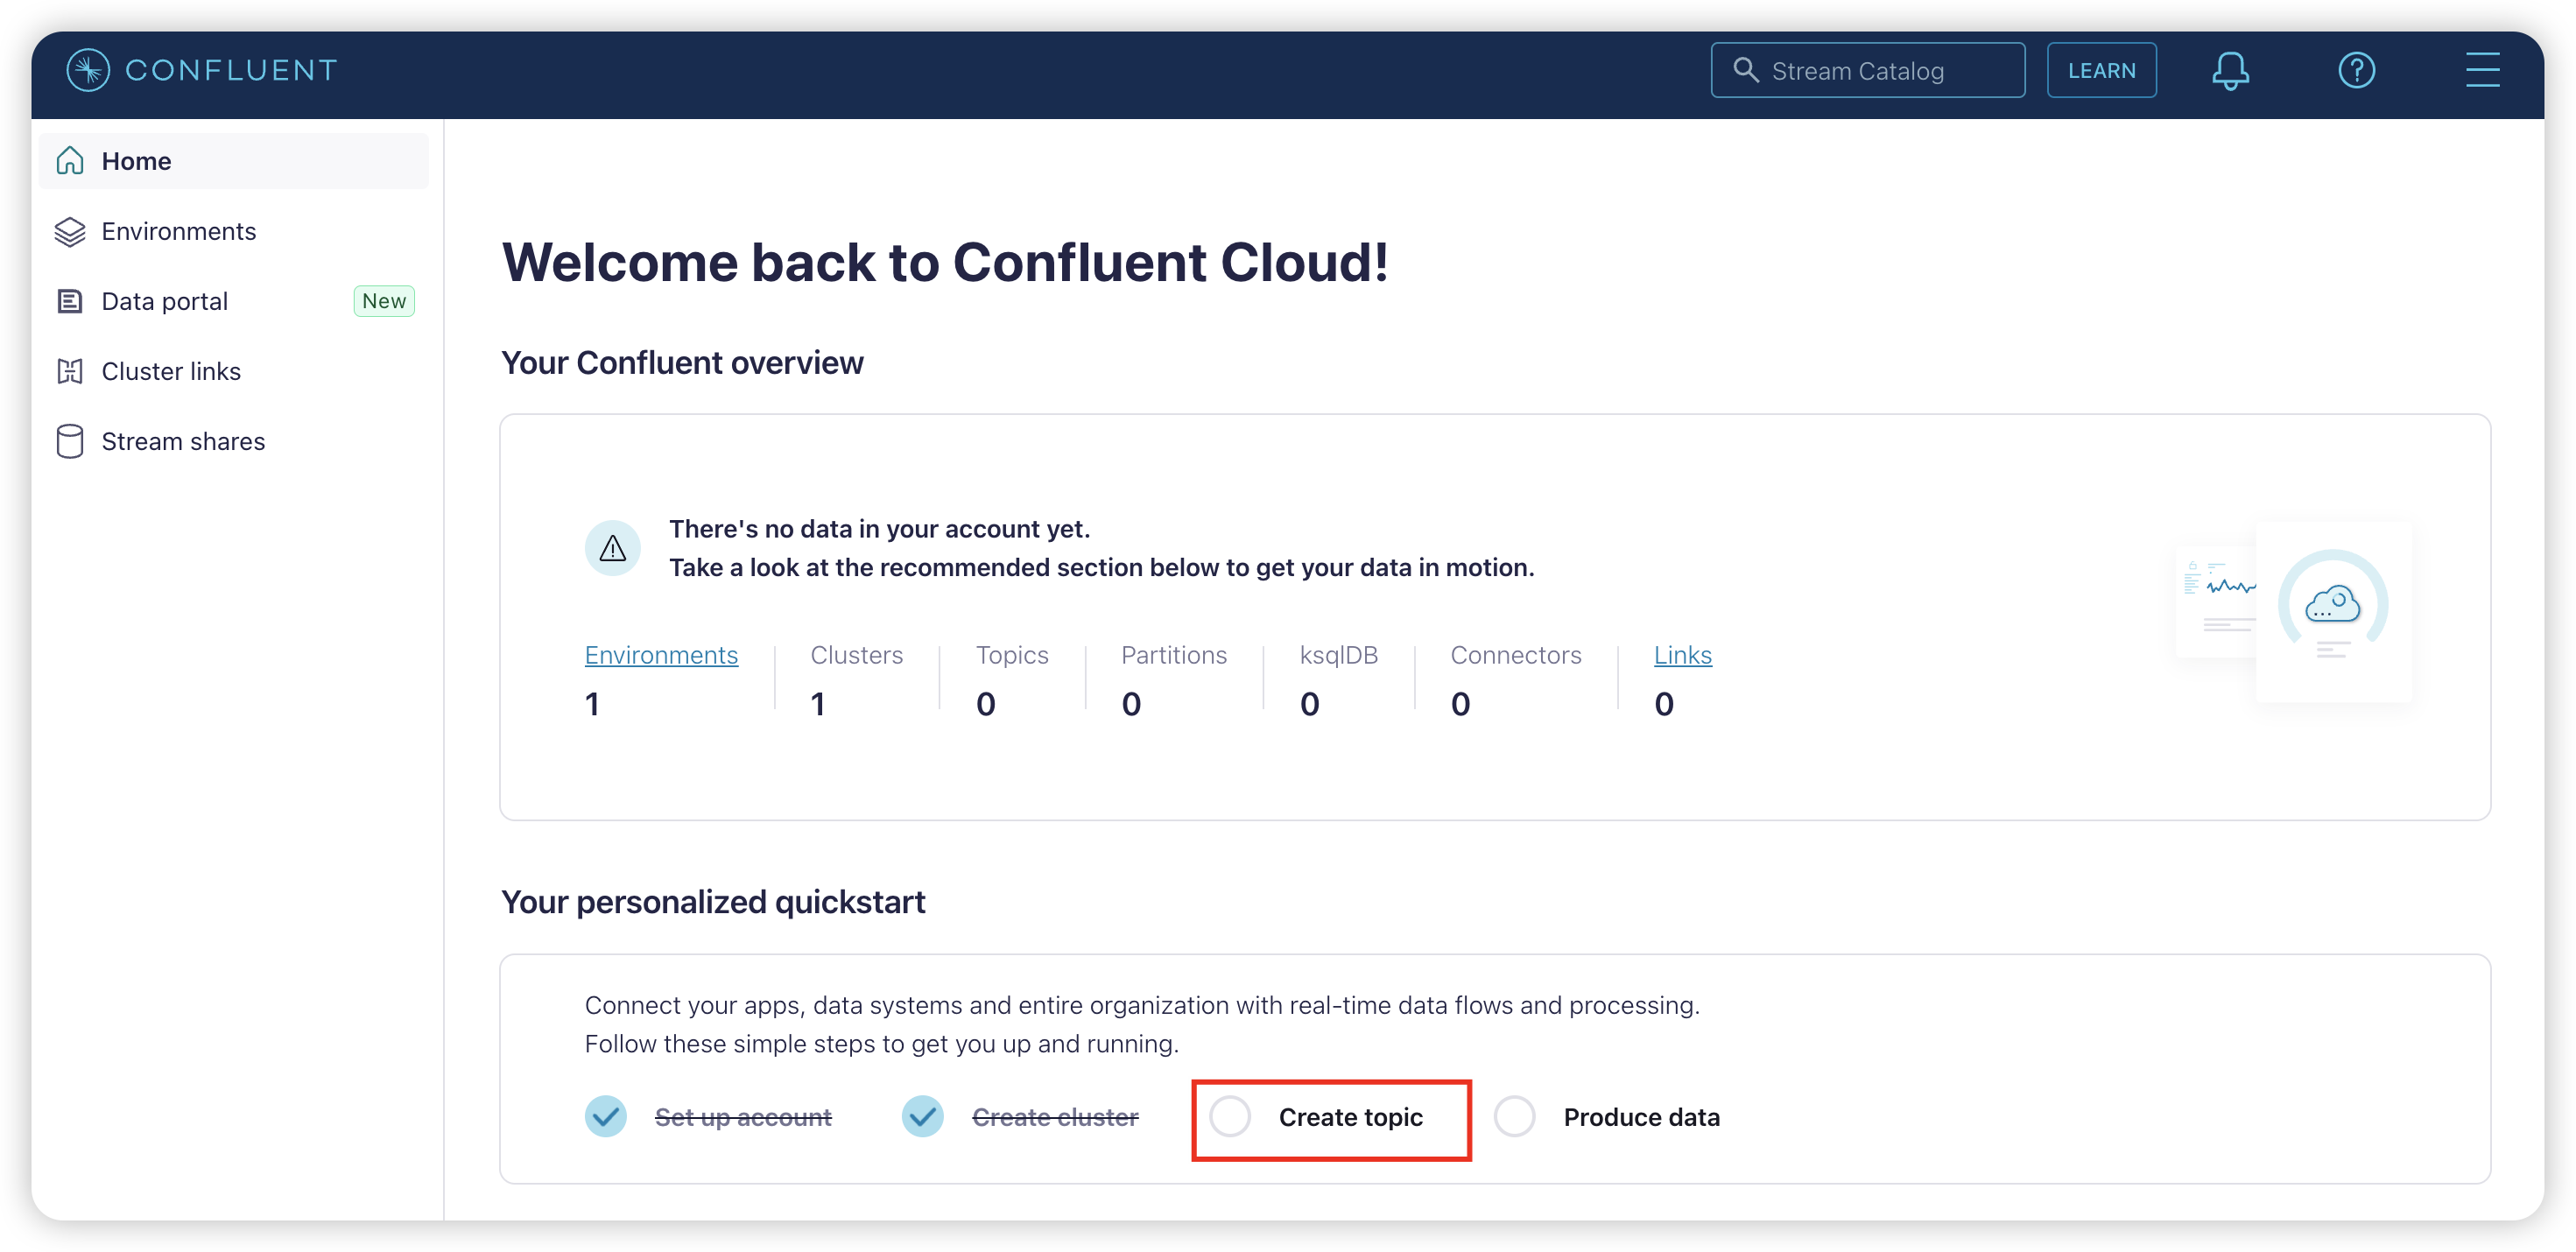 CONFLUENT
Stream Catalog
LEARN
Home
Environments
Data portal
New
Cluster links
Stream shares
Welcome back to Confluent Cloud!
Your Confluent overview
There's no data in your account yet.
Take a look at the recommended section below to get your data in motion.
Environments Clusters Topics Partitions ksqlDB Connectors Links
1 1 0 0 0 0 0
Your personalized quickstart
Connect your apps, data systems and entire organization with real-time data flows and processing.
Follow these simple steps to get you up and running.
Set up account Create cluster Create topic Produce data